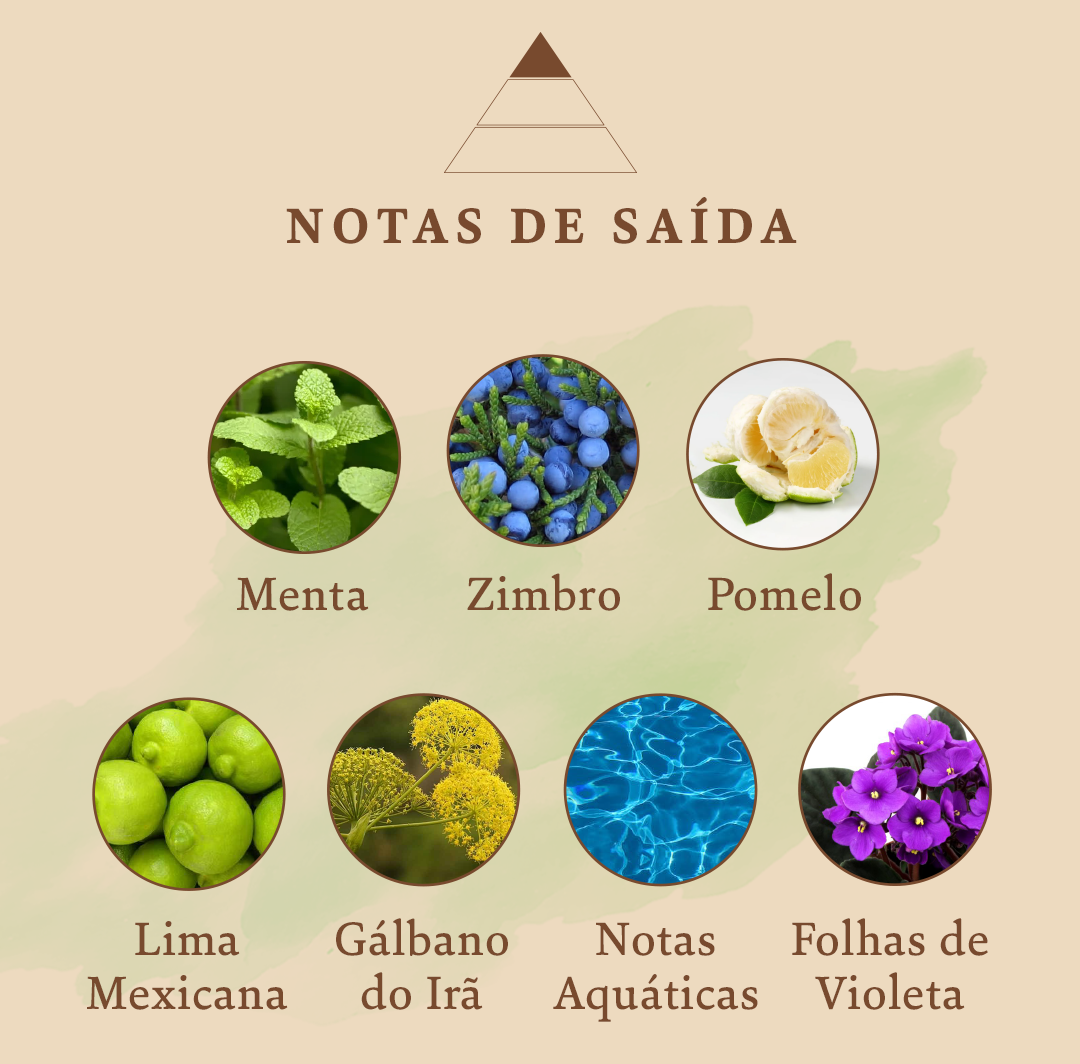 NOTAS DE SAÍDA
Menta
Zimbro
Pomelo
Lima
Mexicana
Gálbano
do Irã
Notas
Aquáticas
Folhas de
Violeta